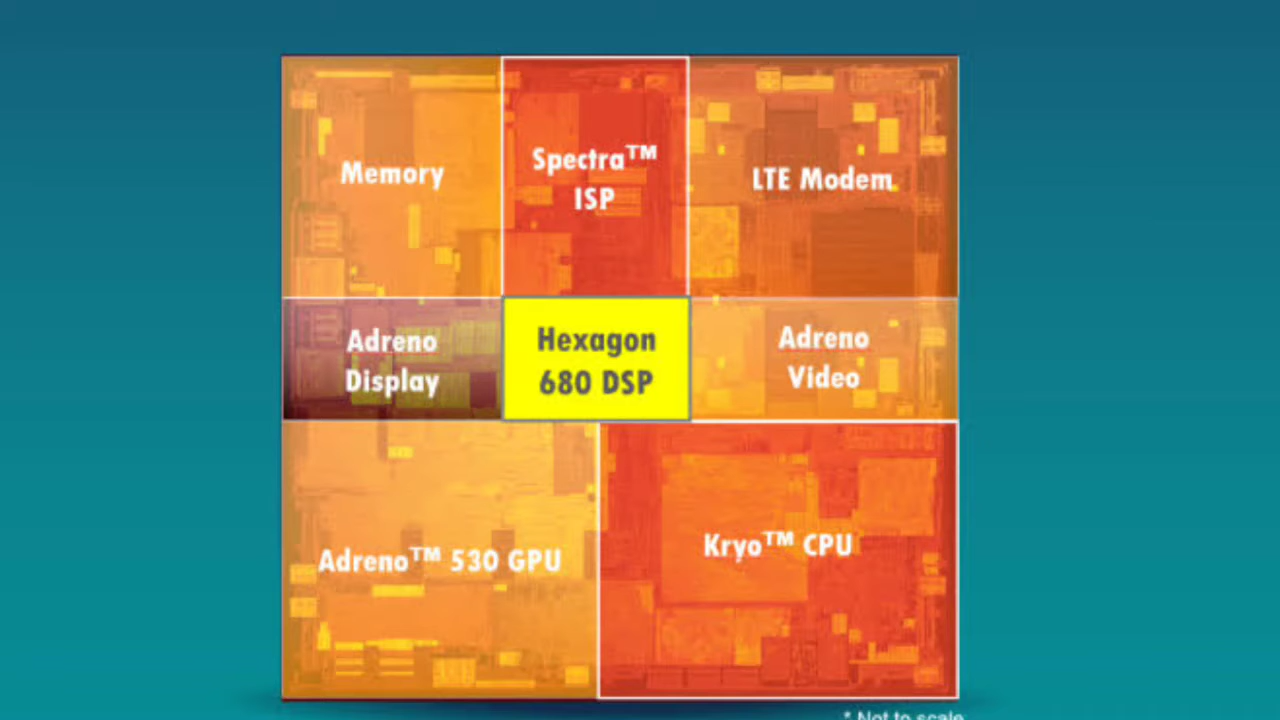 Memory
Spectra™
ISP
LTE Modem
Adreno
Display
Hexagon
680 DSP
Adreno
Video
Adreno™ 530 GPU
Kryo™ CPU
* Not to scale